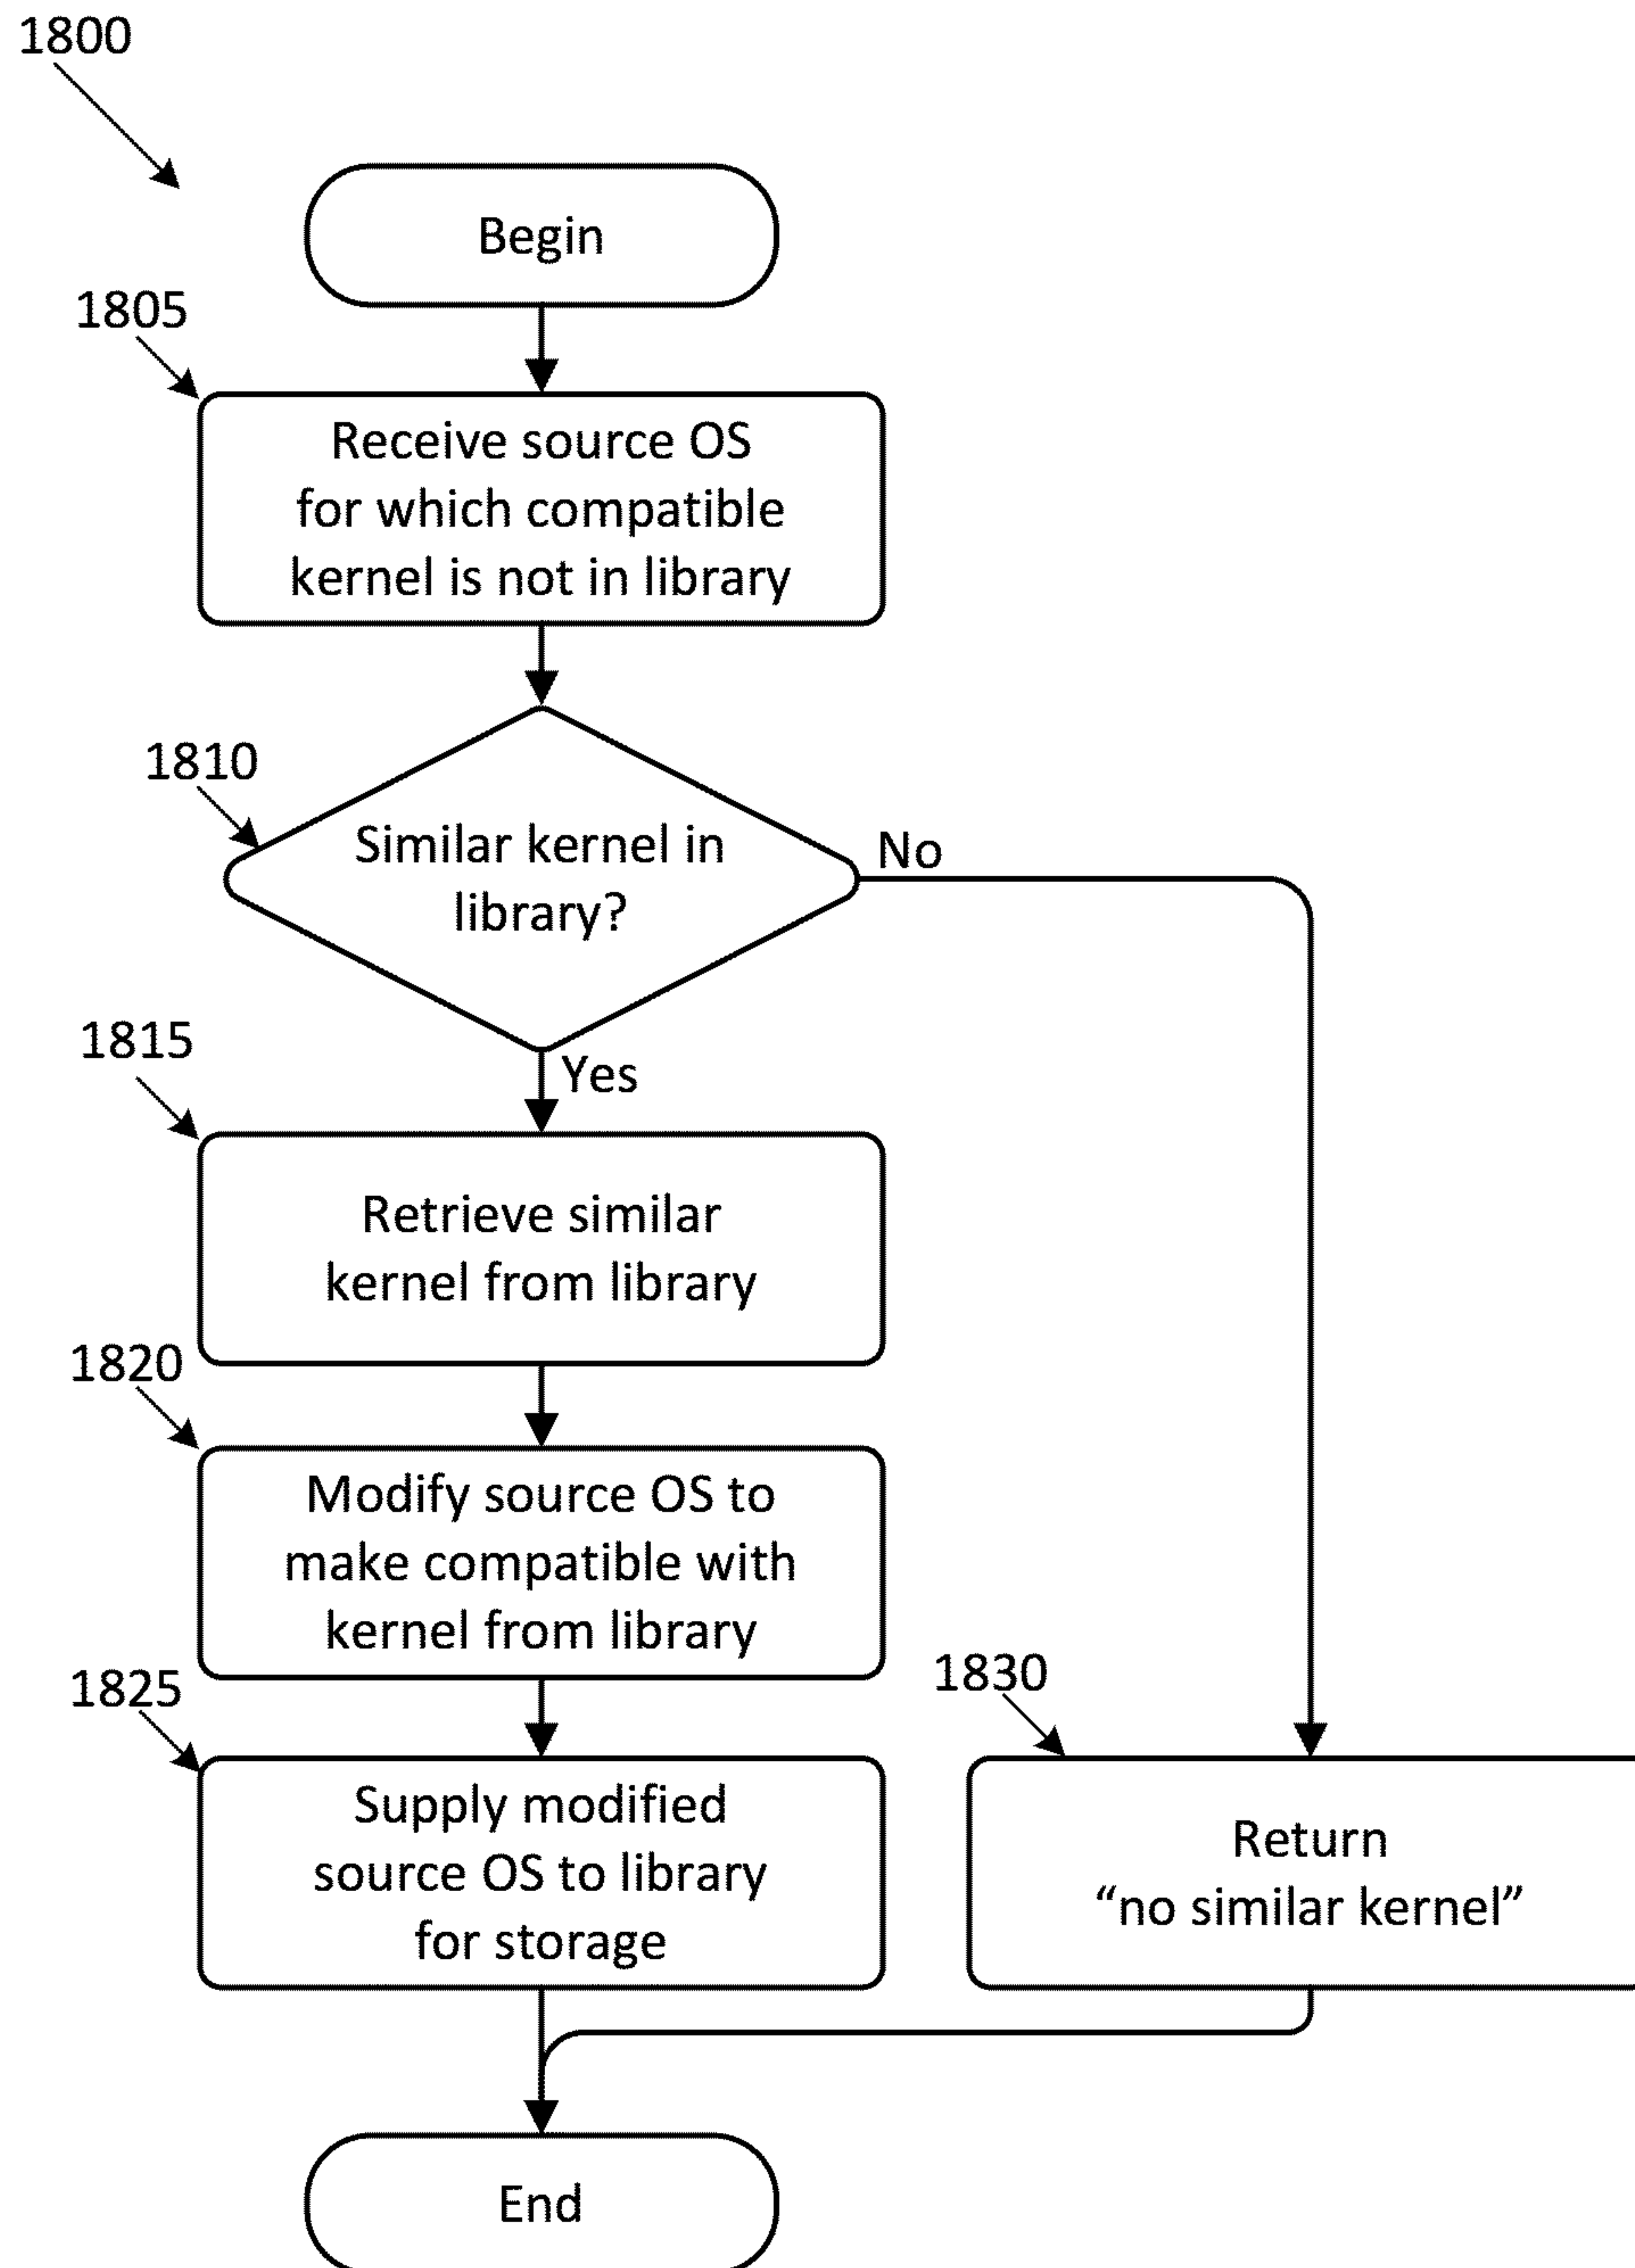 1800
Begin
1805
Receive source OS
for which compatible
kernel is not in library
1810
Similar kernel in
library?
No
Yes
1815
Retrieve similar
kernel from library
1820
Modify source OS to
make compatible with
kernel from library
1825
Supply modified
source OS to library
for storage
1830
Return
“no similar kernel”
End